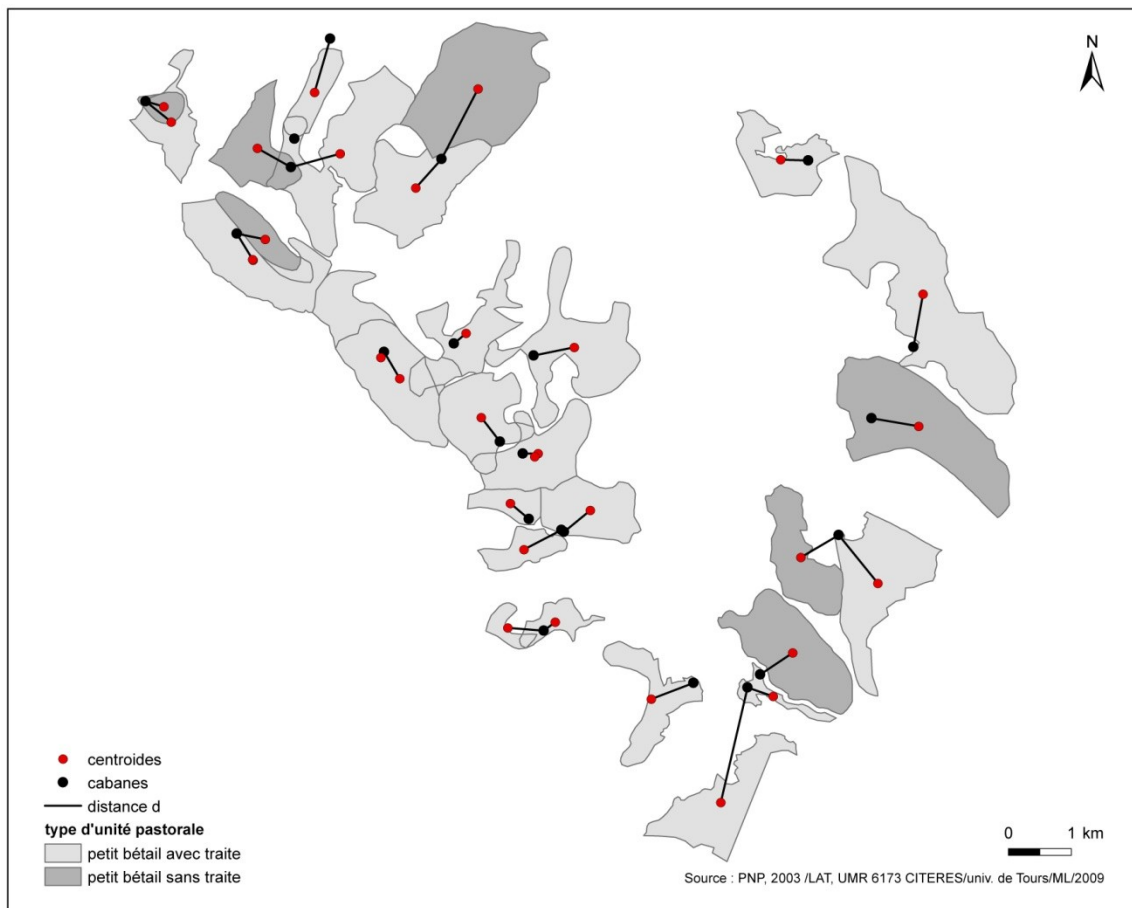 N
centroides
cabanes
distance d
type d'unité pastorale
petit bétail avec traite
petit bétail sans traite
0 1 km
Source : PNP, 2003 /LAT, UMR 6173 CITERES/univ. de Tours/ML/2009